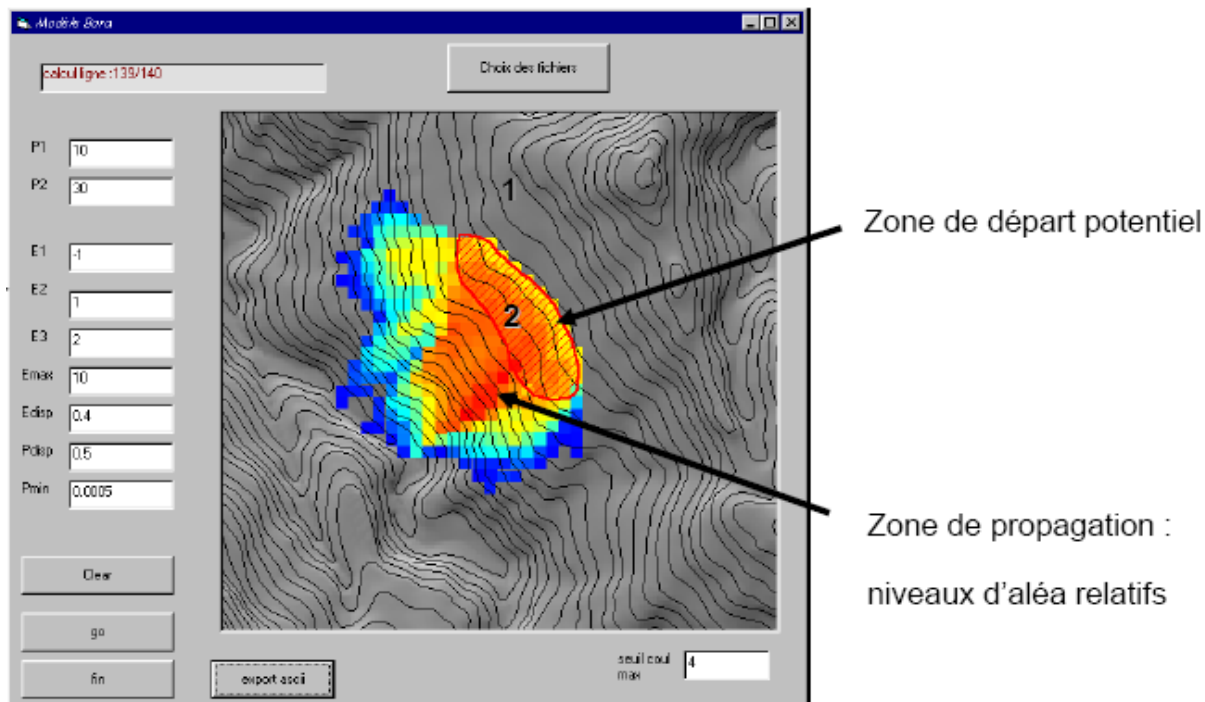 Modèle Bora
calcul ligne :139/140
Choix des fichiers
P1 10
P2 30
E1 -1
E2 1
E3 2
Emax 10
Edisp 0.4
Pdisp 0.5
Pmin 0.0005
1
2
Zone de départ potentiel
Zone de propagation :
niveaux d'aléa relatifs
Clear
go
fin
export ascii
seuil coul
max 4